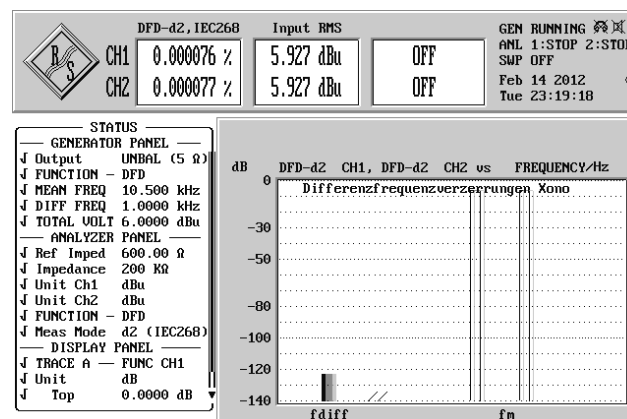 DFD-d2,IEC268 Input RMS
R&S
CH1 0.000076 % 5.927 dBu OFF
CH2 0.000077 % 5.927 dBu OFF
GEN RUNNING
ANL 1:STOP 2:STO
SWP OFF
Feb 14 2012
Tue 23:19:18
STATUS
GENERATOR PANEL
Output UNBAL (5 Ω)
FUNCTION - DFD
MEAN FREQ 10.500 kHz
DIFF FREQ 1.0000 kHz
TOTAL VOLT 6.0000 dBu
ANALYZER PANEL
Ref Imped 600.00 Ω
Impedance 200 KΩ
Unit Ch1 dBu
Unit Ch2 dBu
FUNCTION - DFD
Meas Mode d2 (IEC268)
DISPLAY PANEL
TRACE A — FUNC CH1
Unit dB
Top 0.0000 dB
dB DFD-d2 CH1, DFD-d2 CH2 vs FREQUENCY/Hz
Differenzfrequenzverzerrungen Xono
0
-30
-50
-80
-100
-120
-140
fdiff fm